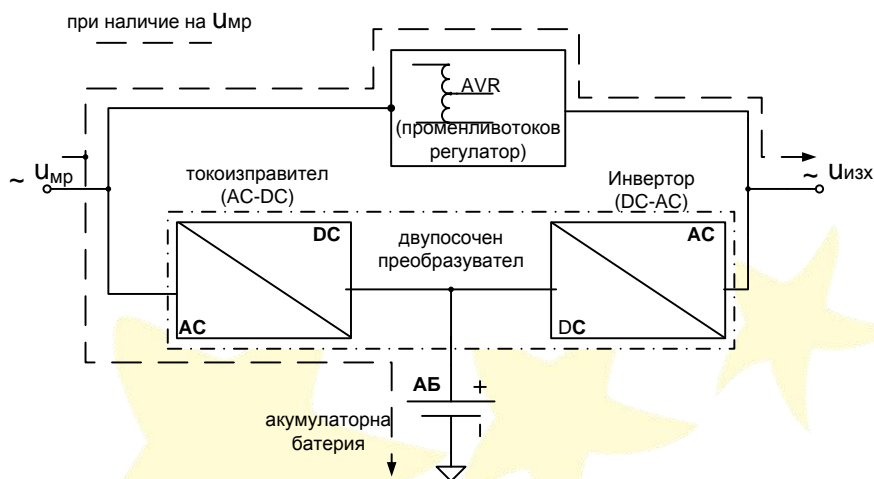 при наличие на Uмр
AVR
(променливотоков
регулатор)
~ Uмр
~ Uизх
токоизправител
(AC-DC)
Инвертор
(DC-AC)
DC
AC
двупосочен
преобразувател
AC
DC
АБ
+
акумулаторна
батерия